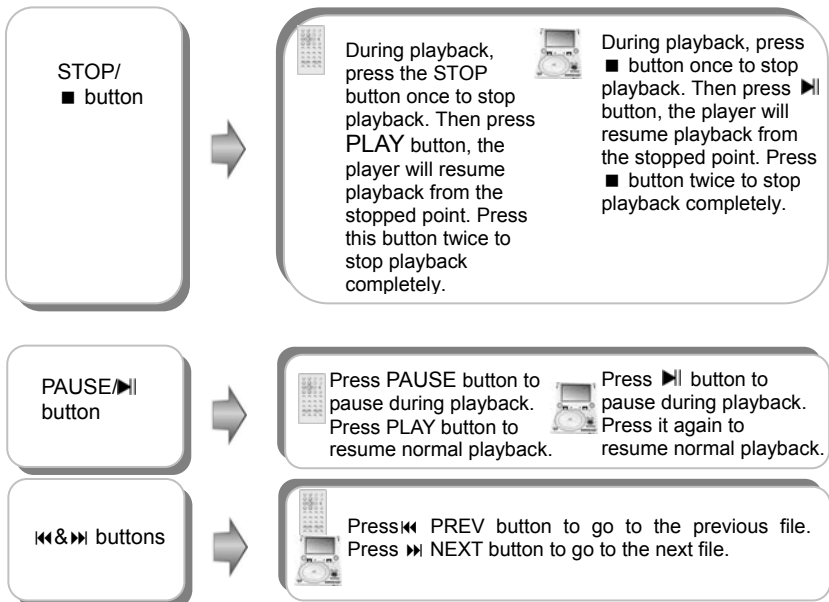 STOP/
■ button
During playback,
press the STOP
button once to stop
playback. Then press
PLAY button, the
player will resume
playback from the
stopped point. Press
this button twice to
stop playback
completely.
During playback, press
■ button once to stop
playback. Then press ▶||
button, the player will
resume playback from
the stopped point. Press
■ button twice to stop
playback completely.
PAUSE/▶||
button
Press PAUSE button to
pause during playback.
Press PLAY button to
resume normal playback.
Press ▶|| button to
pause during playback.
Press it again to
resume normal playback.
⏮&⏭ buttons
Press⏮ PREV button to go to the previous file.
Press ⏭ NEXT button to go to the next file.